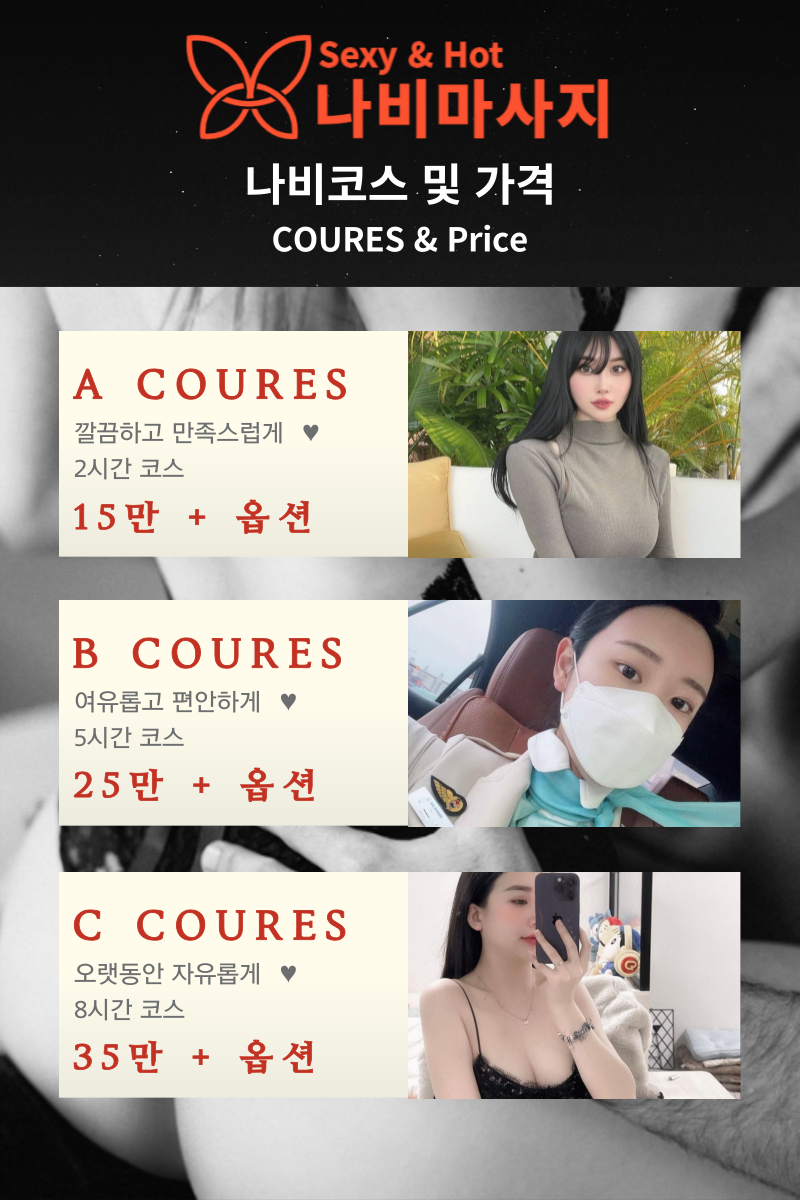 Sexy & Hot
나비마사지
나비코스 및 가격
COURES & Price
A COURES
깔끔하고 만족스럽게 ♥
2시간 코스
15만 + 옵션
B COURES
여유롭고 편안하게 ♥
5시간 코스
25만 + 옵션
C COURES
오랫동안 자유롭게 ♥
8시간 코스
35만 + 옵션